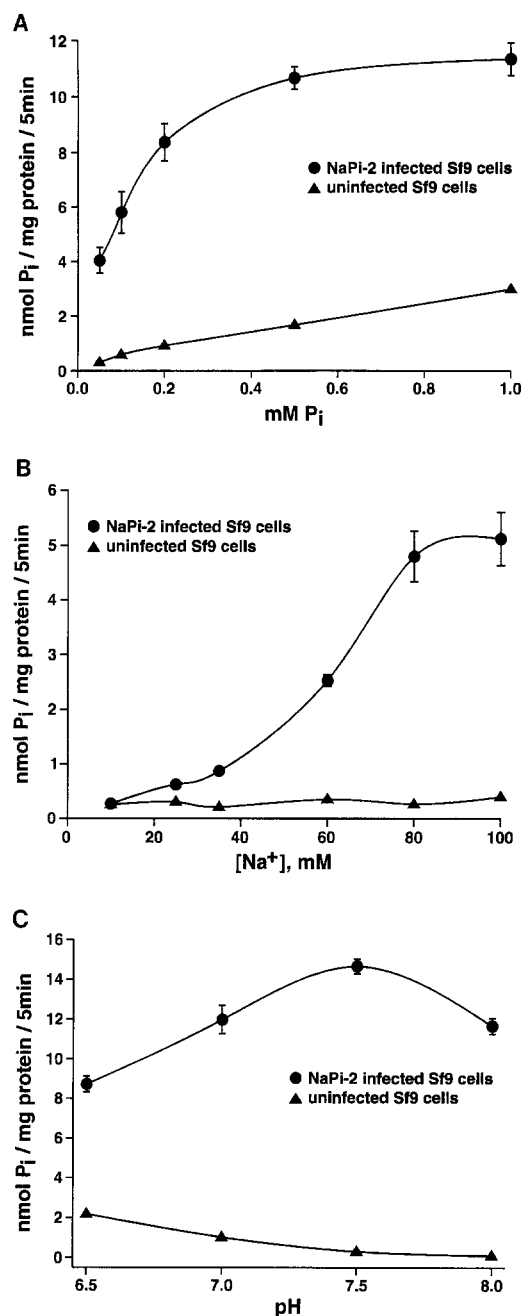 A
nmol Pi / mg protein / 5min
12
10
8
6
4
2
0
NaPi-2 infected Sf9 cells
uninfected Sf9 cells
0.0 0.2 0.4 0.6 0.8 1.0
mM Pi
B
nmol Pi / mg protein / 5min
6
5
4
3
2
1
0
NaPi-2 infected Sf9 cells
uninfected Sf9 cells
0 20 40 60 80 100
[Na+], mM
C
nmol Pi / mg protein / 5min
16
14
12
10
8
6
4
2
0
NaPi-2 infected Sf9 cells
uninfected Sf9 cells
6.5 7.0 7.5 8.0
pH